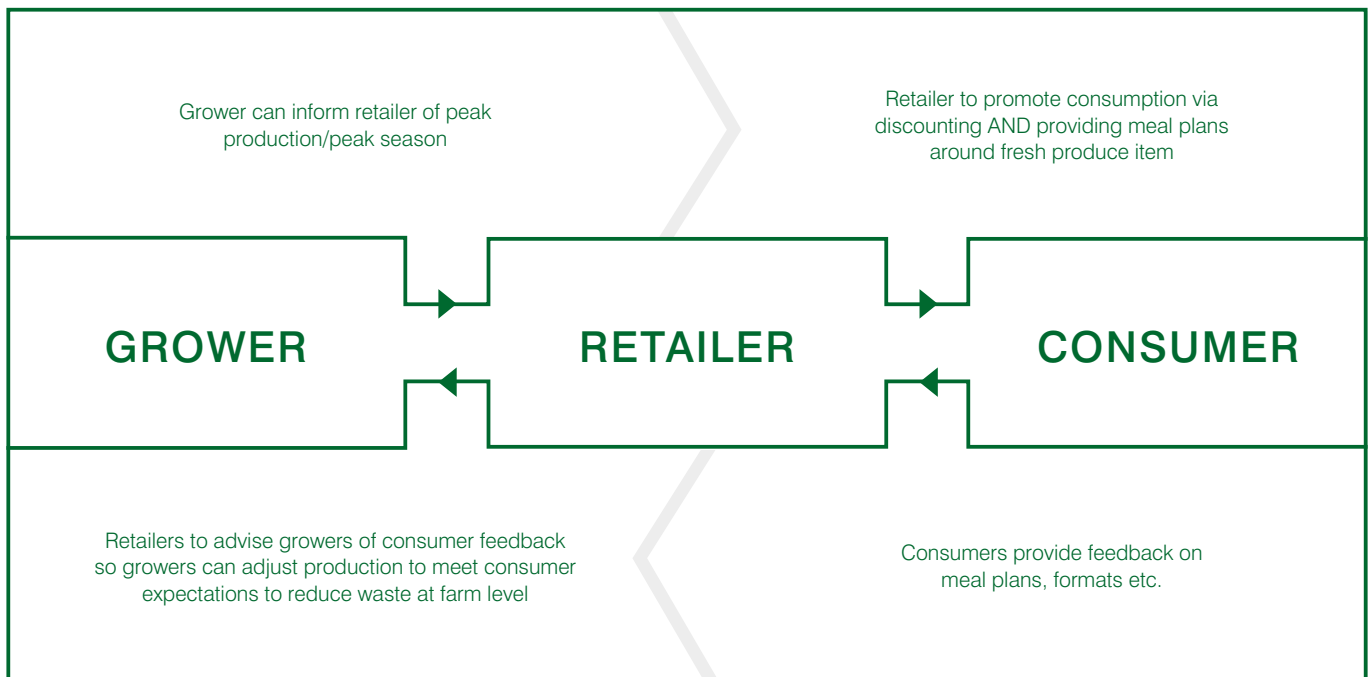 Grower can inform retailer of peak
production/peak season
Retailer to promote consumption via
discounting AND providing meal plans
around fresh produce item
GROWER
RETAILER
CONSUMER
Retailers to advise growers of consumer feedback
so growers can adjust production to meet consumer
expectations to reduce waste at farm level
Consumers provide feedback on
meal plans, formats etc.